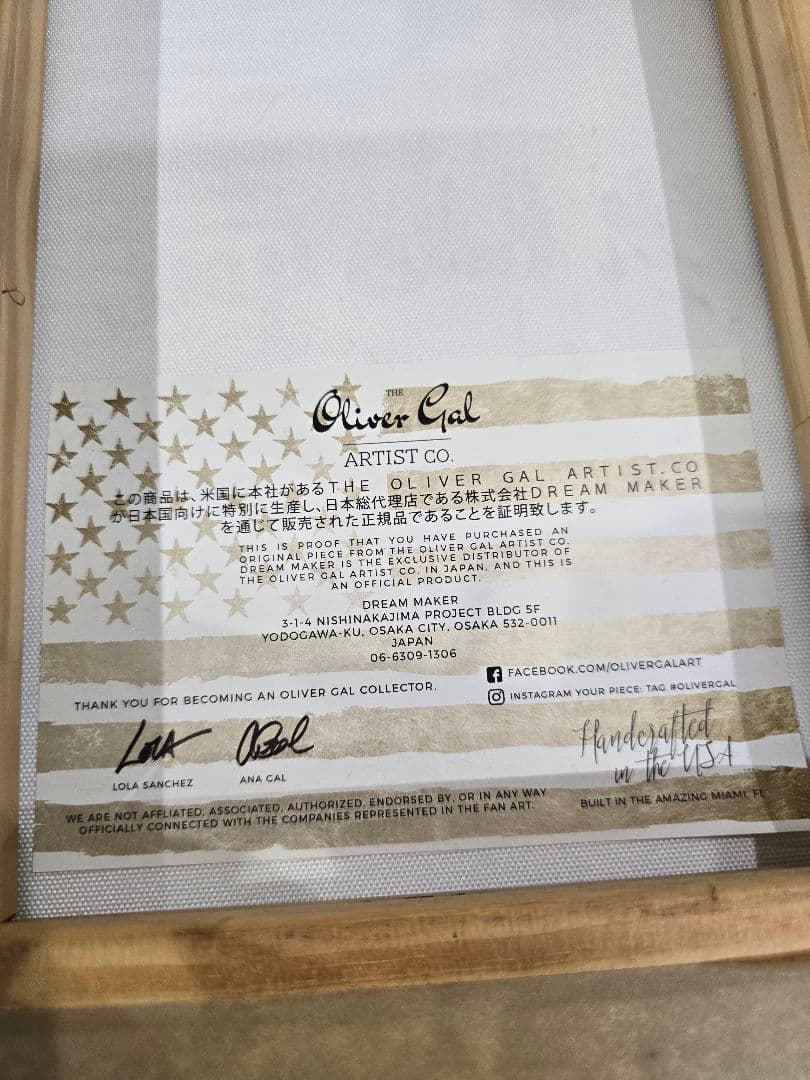 THE
Oliver Gal
ARTIST CO.
この商品は、米国に本社があるTHE OLIVER GAL ARTIST.CO
が日本国向けに特別に生産し、日本総代理店である株式会社DREAM MAKER
を通じて販売された正規品であることを証明致します。
THIS IS PROOF THAT YOU HAVE PURCHASED AN
ORIGINAL PIECE FROM THE OLIVER GAL ARTIST CO.
DREAM MAKER IS THE EXCLUSIVE DISTRIBUTOR OF
THE OLIVER GAL ARTIST CO. IN JAPAN, AND THIS IS
AN OFFICIAL PRODUCT.
DREAM MAKER
3-1-4 NISHINAKAJIMA PROJECT BLDG 5F
YODOGAWA-KU, OSAKA CITY, OSAKA 532-0011
JAPAN
06-6309-1306
FACEBOOK.COM/OLIVERGALART
INSTAGRAM YOUR PIECE: TAG #OLIVERGAL
THANK YOU FOR BECOMING AN OLIVER GAL COLLECTOR.
LOLA SANCHEZ
ANA GAL
Handcrafted
in the USA
BUILT IN THE AMAZING MIAMI, FL
WE ARE NOT AFFLIATED, ASSOCIATED, AUTHORIZED, ENDORSED BY, OR IN ANY WAY
OFFICIALLY CONNECTED WITH THE COMPANIES REPRESENTED IN THE FAN ART.